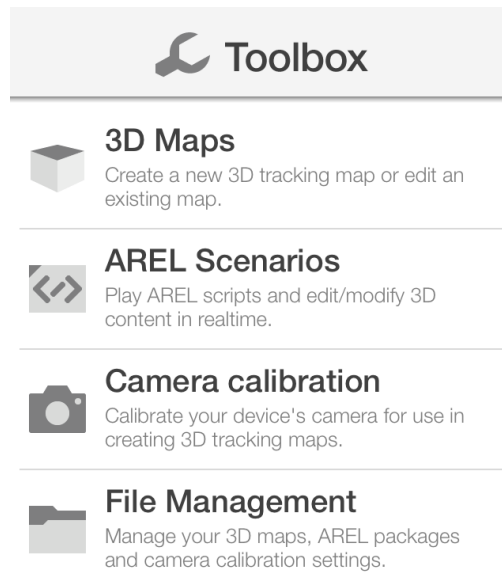 Toolbox
3D Maps
Create a new 3D tracking map or edit an
existing map.
AREL Scenarios
Play AREL scripts and edit/modify 3D
content in realtime.
Camera calibration
Calibrate your device's camera for use in
creating 3D tracking maps.
File Management
Manage your 3D maps, AREL packages
and camera calibration settings.